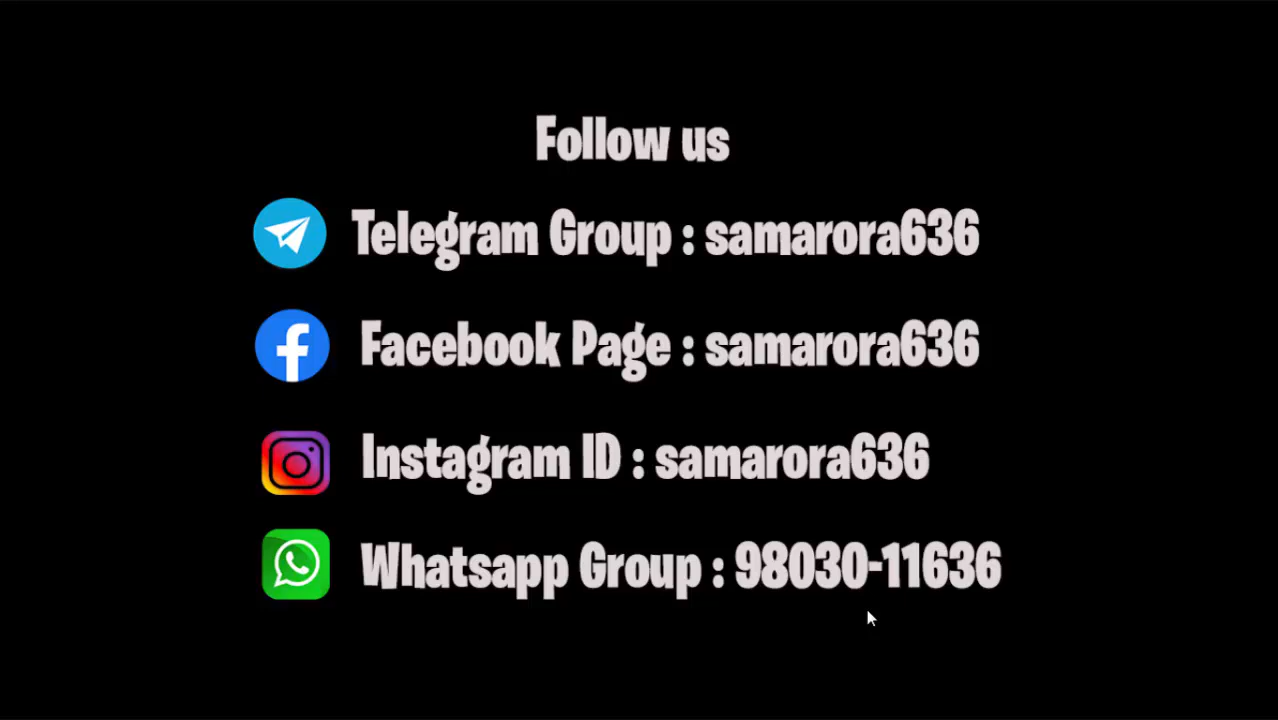 Follow us
Telegram Group : samarora636
Facebook Page : samarora636
Instagram ID : samarora636
Whatsapp Group : 98030-11636